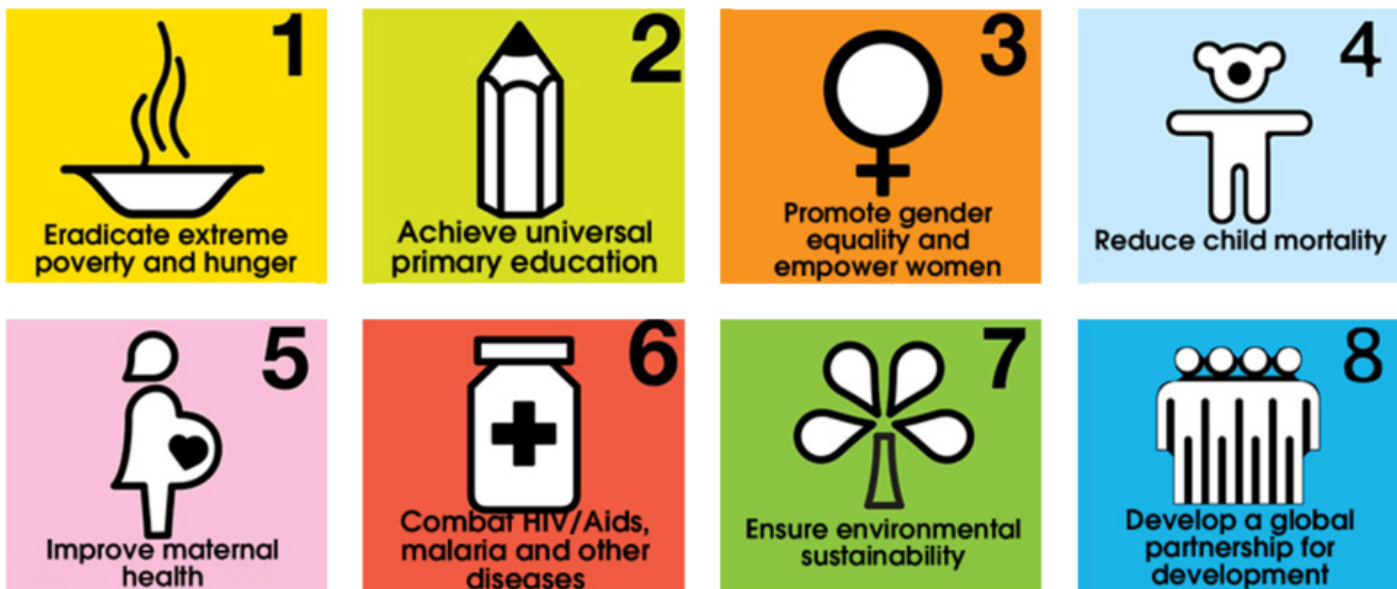 1
Eradicate extreme
poverty and hunger
2
Achieve universal
primary education
3
Promote gender
equality and
empower women
4
Reduce child mortality
5
Improve maternal
health
6
Combat HIV/Aids,
malaria and other
diseases
7
Ensure environmental
sustainability
8
Develop a global
partnership for
development